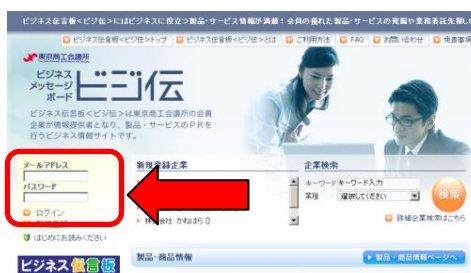 ビジネス伝言板<ビジ伝>にはビジネスに役立つ製品・サービス情報が満載！会員の優れた製品・サービスの発掘や業務委託先探し
ビジネス伝言板<ビジ伝>トップ ビジネス伝言板<ビジ伝>とは ご利用方法 FAQ お問い合わせ 免責事項
東京商工会議所
ビジネス
メッセージ
ボード
ビジ伝
ビジネス伝言板<ビジ伝>は東京商工会議所の会員
企業が情報提供者となり、製品・サービスのPRを
行うビジネス情報サイトです。
メールアドレス
パスワード
ログイン
はじめにお読みください
新規登録企業
株式会社 かねはら
企業検索
キーワード キーワード入力
業種 選択してください
検索
詳細企業検索はこちら
ビジネス伝言板
製品・商品情報
製品・商品情報ページへ